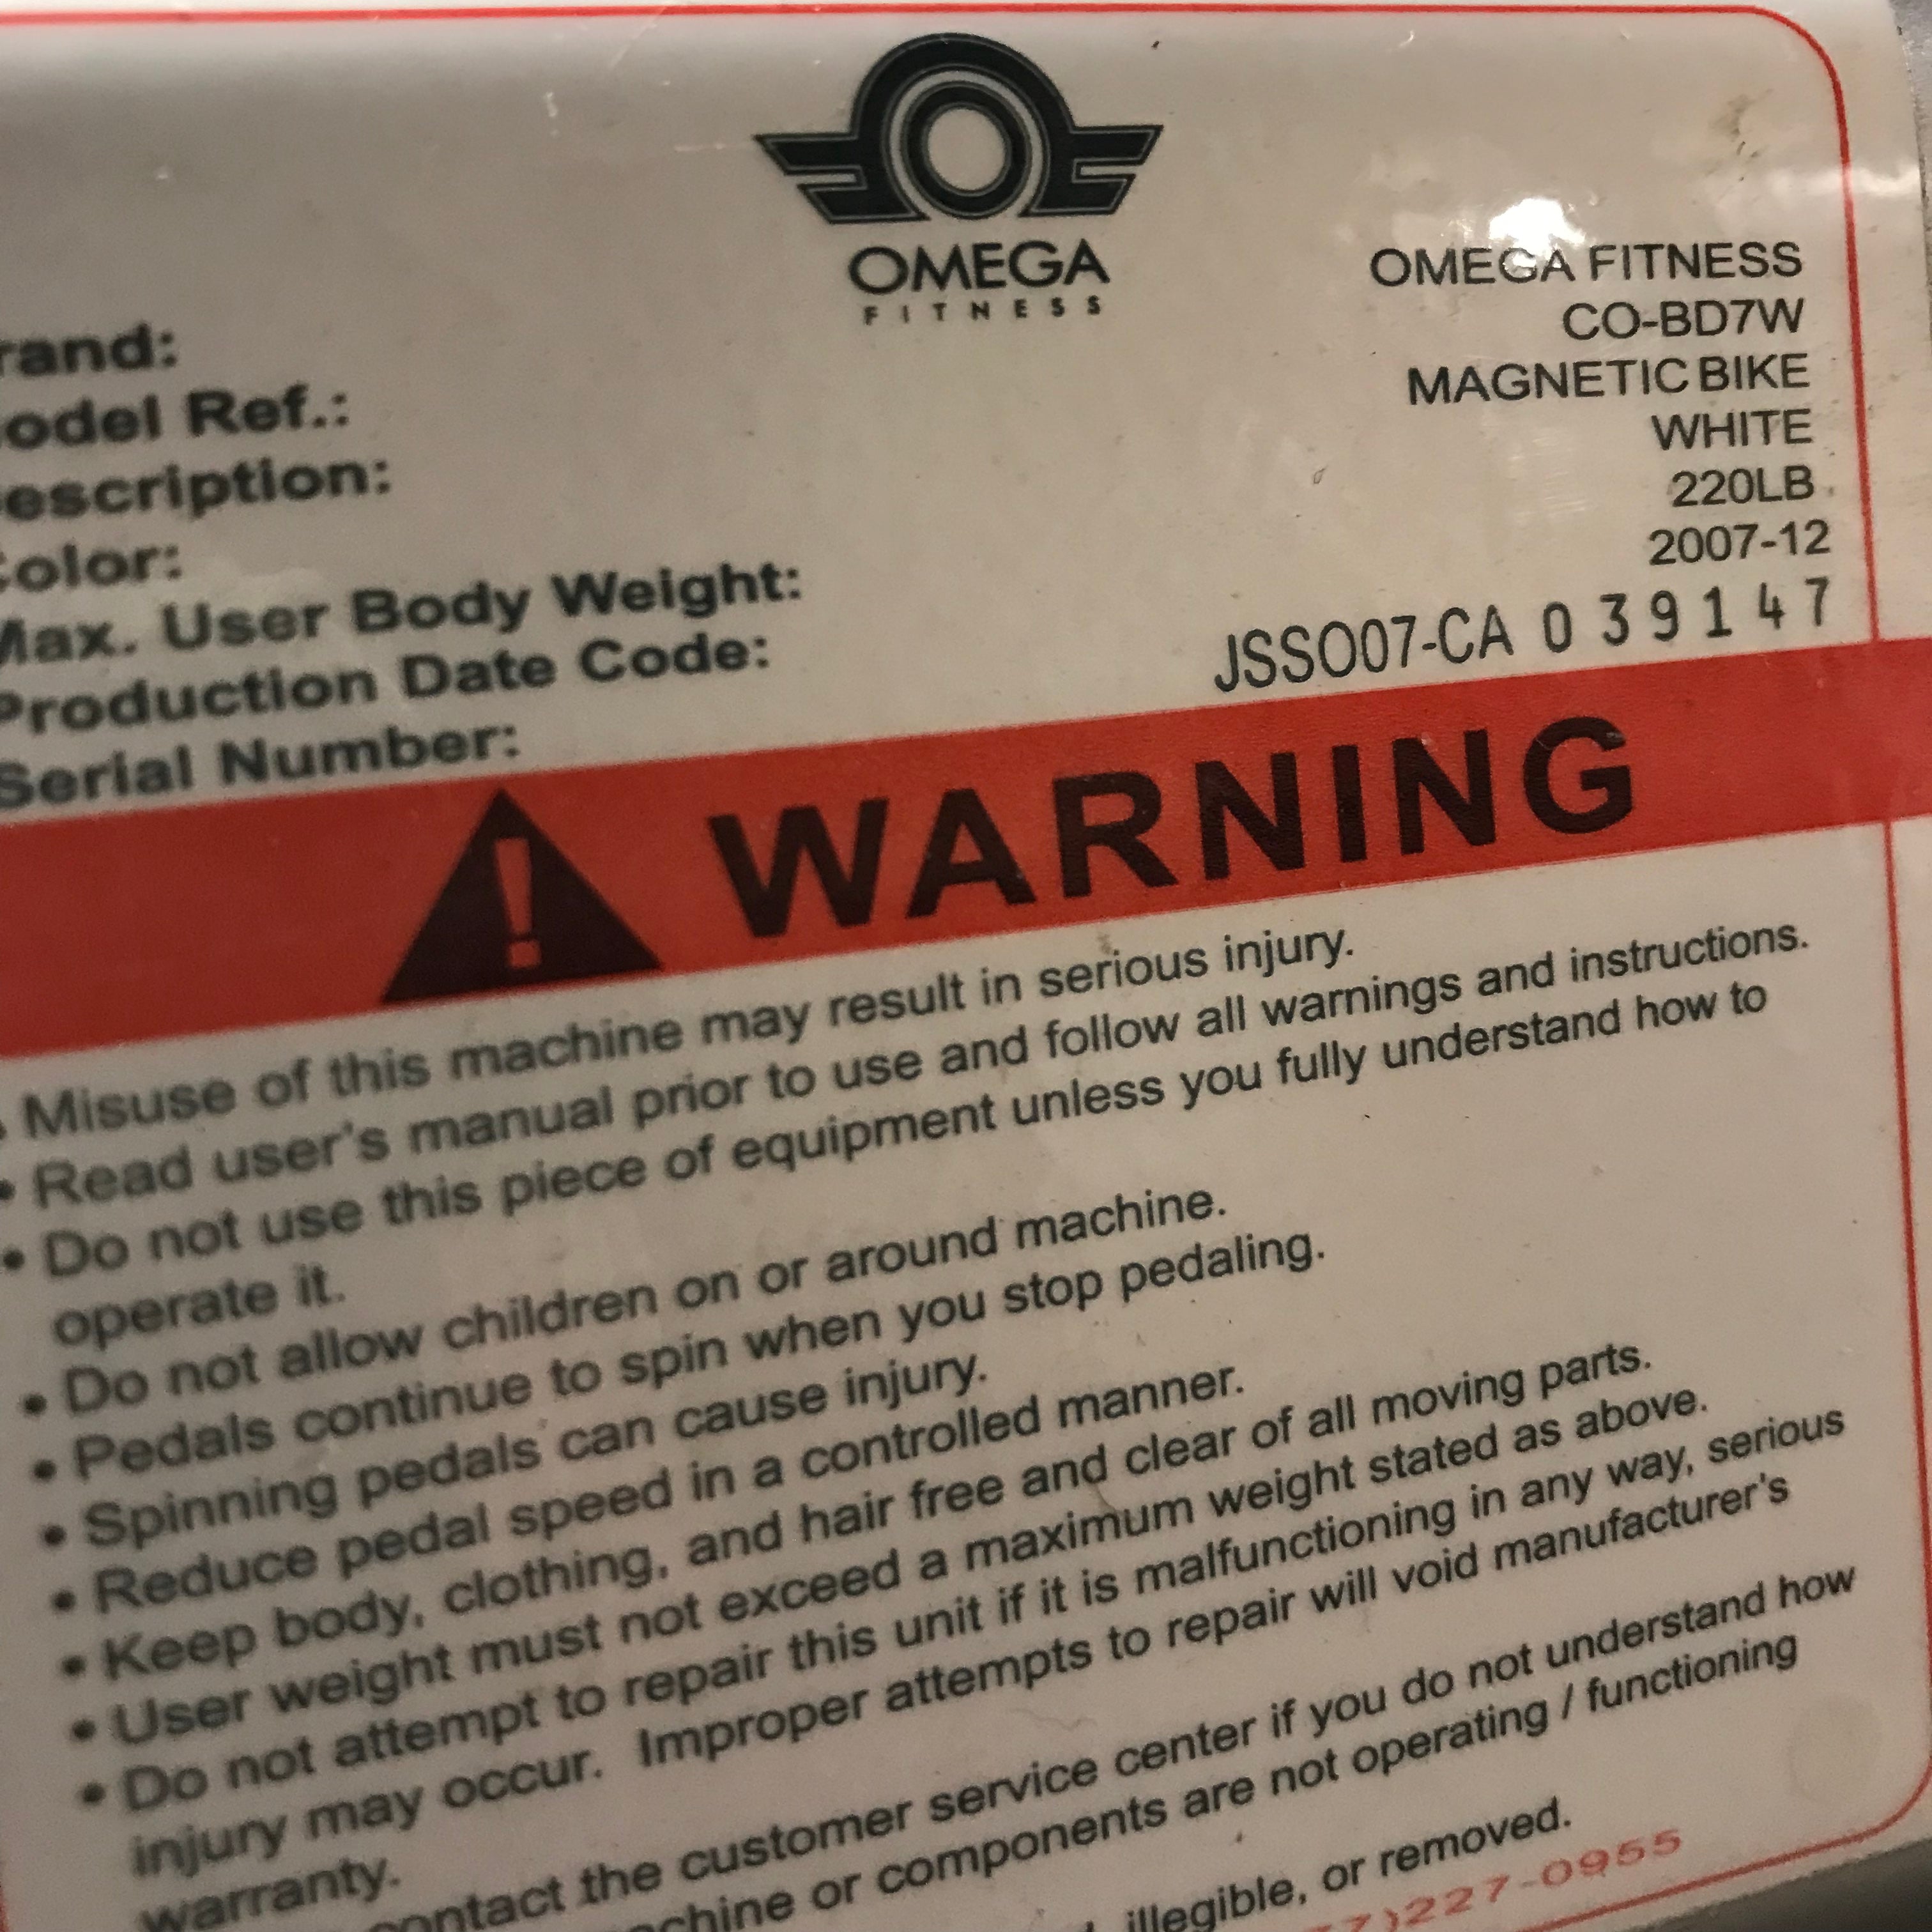 OMEGA
FITNESS
rand: OMEGA FITNESS
odel Ref.: CO-BD7W
escription: MAGNETIC BIKE
Color: WHITE
Max. User Body Weight: 220LB
Production Date Code: 2007-12
Serial Number: JSSO07-CA 039147
! WARNING
• Misuse of this machine may result in serious injury.
• Read user's manual prior to use and follow all warnings and instructions.
• Do not use this piece of equipment unless you fully understand how to
operate it.
• Do not allow children on or around machine.
• Pedals continue to spin when you stop pedaling.
• Spinning pedals can cause injury.
• Reduce pedal speed in a controlled manner.
• Keep body, clothing, and hair free and clear of all moving parts.
• User weight must not exceed a maximum weight stated as above.
• Do not attempt to repair this unit if it is malfunctioning in any way, serious
injury may occur. Improper attempts to repair will void manufacturer's
warranty.
contact the customer service center if you do not understand how
achine or components are not operating / functioning
illegible, or removed.
7)227-0955